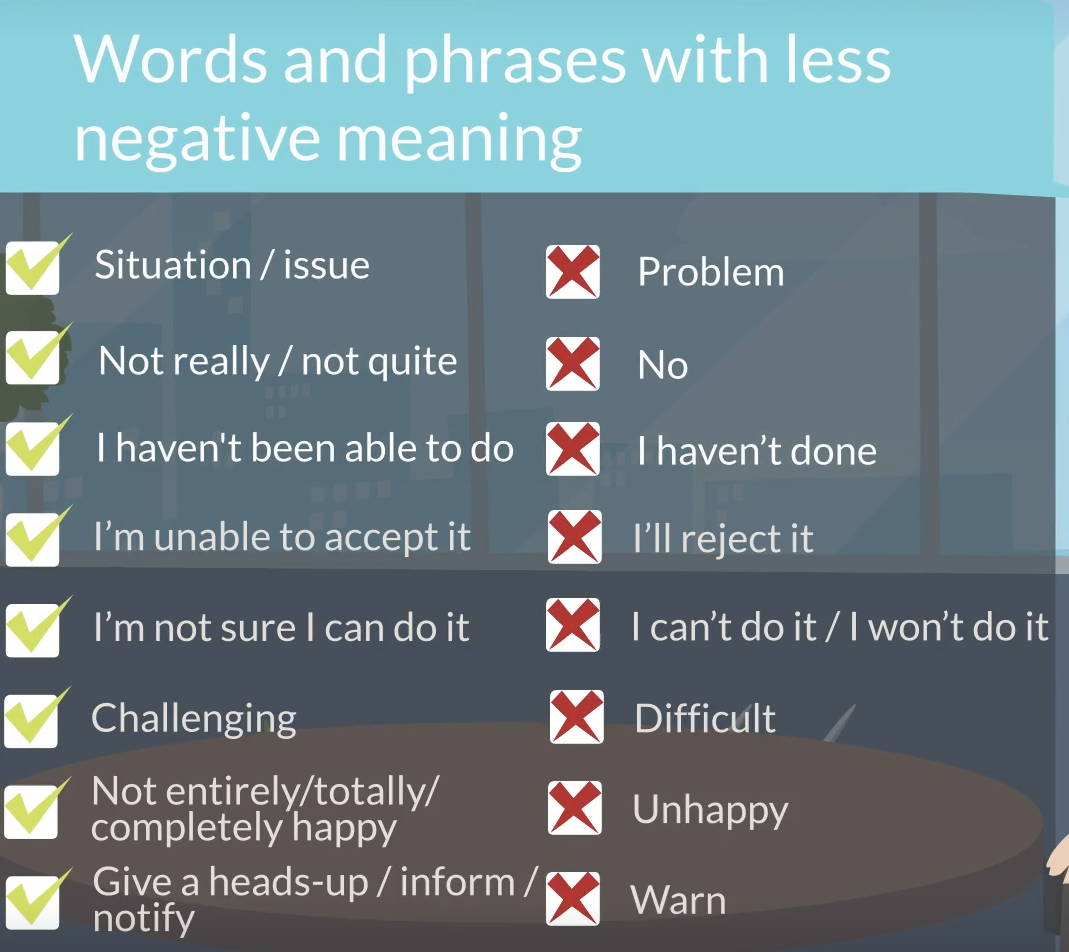 Words and phrases with less
negative meaning
Situation / issue
Problem
Not really / not quite
No
I haven't been able to do
I haven’t done
I’m unable to accept it
I’ll reject it
I’m not sure I can do it
I can’t do it / I won’t do it
Challenging
Difficult
Not entirely/totally/
completely happy
Unhappy
Give a heads-up / inform /
notify
Warn